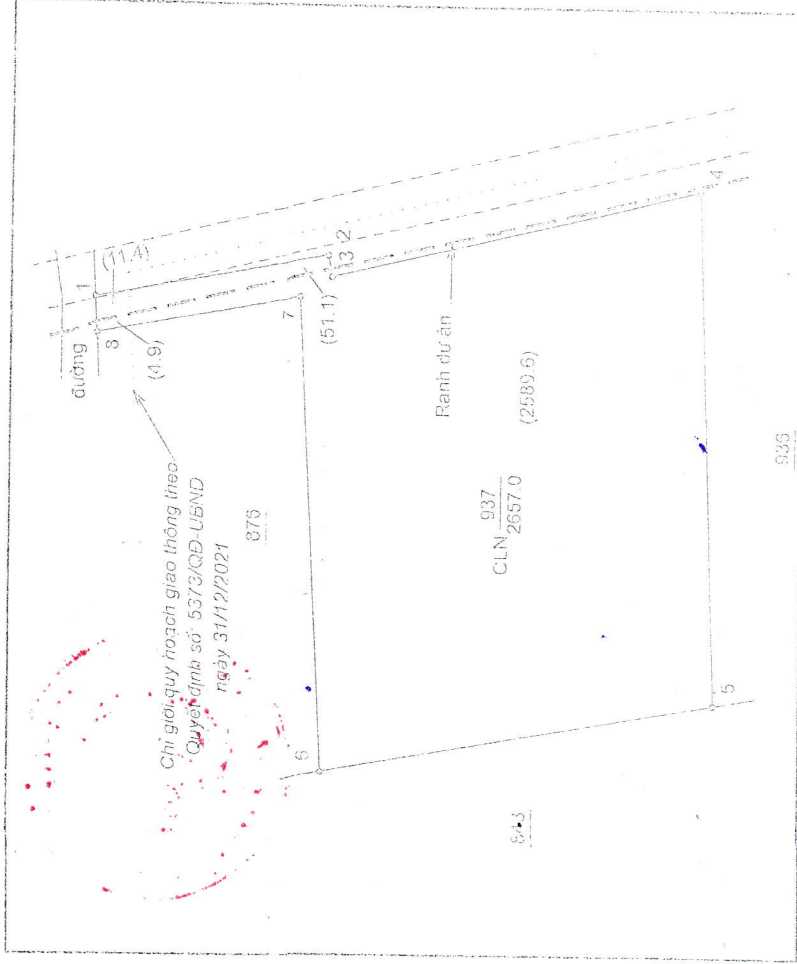 đường
1
(11.4)
8
(4.9)
Chỉ giới quy hoạch giao thông theo
Quyết định số 5373/QĐ-UBND
ngày 31/12/2021
876
7
2
3
(51.1)
6
Ranh dự án
4
CLN 937
2657.0
(2589.6)
843
5
936